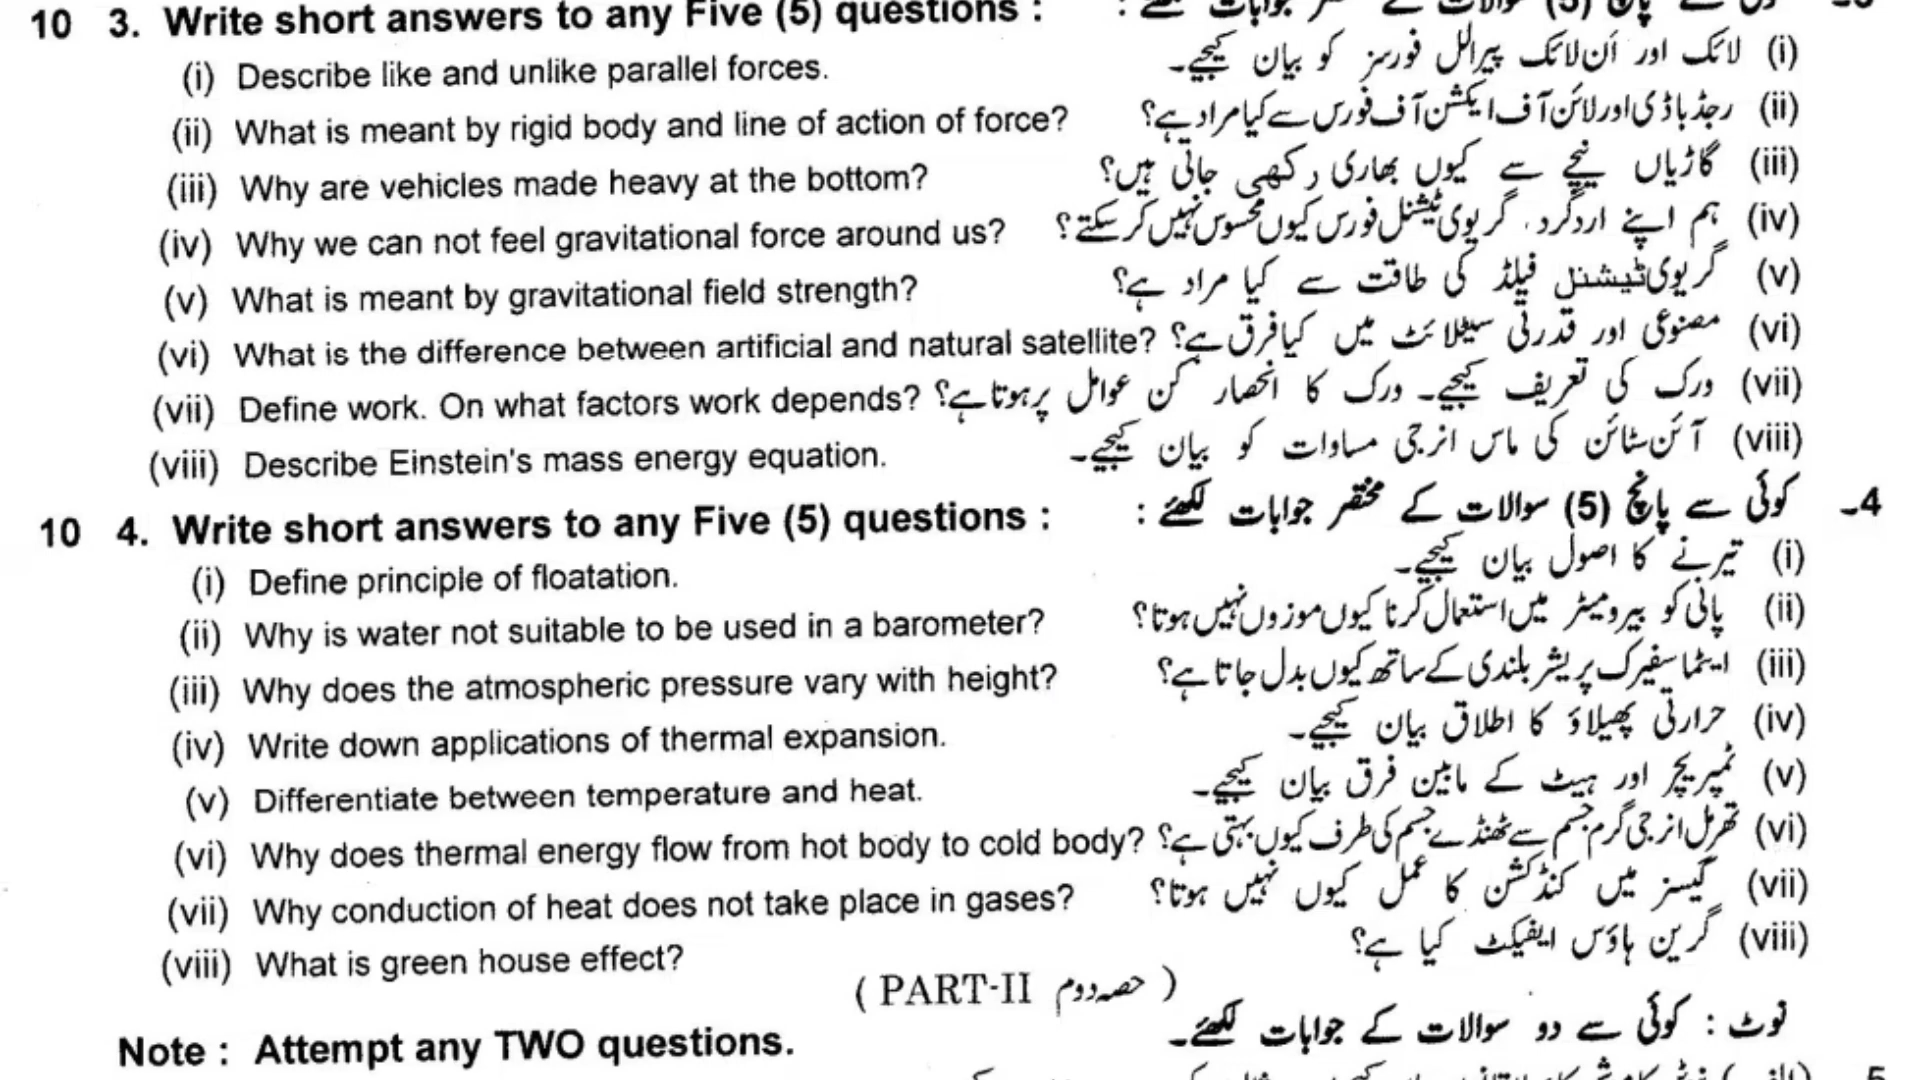 10 3. Write short answers to any Five (5) questions :
(i) Describe like and unlike parallel forces. (i) لائک اور اَن لائک پیرالل فورسز کو بیان کیجیے۔
(ii) What is meant by rigid body and line of action of force? (ii) رجڈ باڈی اور لائن آف ایکشن آف فورس سے کیا مراد ہے؟
(iii) Why are vehicles made heavy at the bottom? (iii) گاڑیاں نیچے سے کیوں بھاری رکھی جاتی ہیں؟
(iv) Why we can not feel gravitational force around us? (iv) ہم اپنے اردگرد، گریوی ٹیشنل فورس کیوں محسوس نہیں کر سکتے؟
(v) What is meant by gravitational field strength? (v) گریوی ٹیشنل فیلڈ کی طاقت سے کیا مراد ہے؟
(vi) What is the difference between artificial and natural satellite? (vi) مصنوعی اور قدرتی سیٹلائٹ میں کیا فرق ہے؟
(vii) Define work. On what factors work depends? (vii) ورک کی تعریف کیجیے۔ ورک کا انحصار کن عوامل پر ہوتا ہے؟
(viii) Describe Einstein's mass energy equation. (viii) آئن سٹائن کی ماس انرجی مساوات کو بیان کیجیے۔
10 4. Write short answers to any Five (5) questions : 4۔ کوئی سے پانچ (5) سوالات کے مختصر جوابات لکھئے :
(i) Define principle of floatation. (i) تیرنے کا اصول بیان کیجیے۔
(ii) Why is water not suitable to be used in a barometer? (ii) پانی کو بیرومیٹر میں استعمال کرنا کیوں موزوں نہیں ہوتا؟
(iii) Why does the atmospheric pressure vary with height? (iii) ایٹماسفیرک پریشر بلندی کے ساتھ کیوں بدل جاتا ہے؟
(iv) Write down applications of thermal expansion. (iv) حرارتی پھیلاؤ کا اطلاق بیان کیجیے۔
(v) Differentiate between temperature and heat. (v) ٹمپریچر اور ہیٹ کے مابین فرق بیان کیجیے۔
(vi) Why does thermal energy flow from hot body to cold body? (vi) تھرمل انرجی گرم جسم سے ٹھنڈے جسم کی طرف کیوں بہتی ہے؟
(vii) Why conduction of heat does not take place in gases? (vii) گیسز میں کنڈکشن کا عمل کیوں نہیں ہوتا؟
(viii) What is green house effect? (viii) گرین ہاؤس ایفیکٹ کیا ہے؟
( PART-II حصہ دوم )
Note : Attempt any TWO questions. نوٹ : کوئی سے دو سوالات کے جوابات لکھئے۔